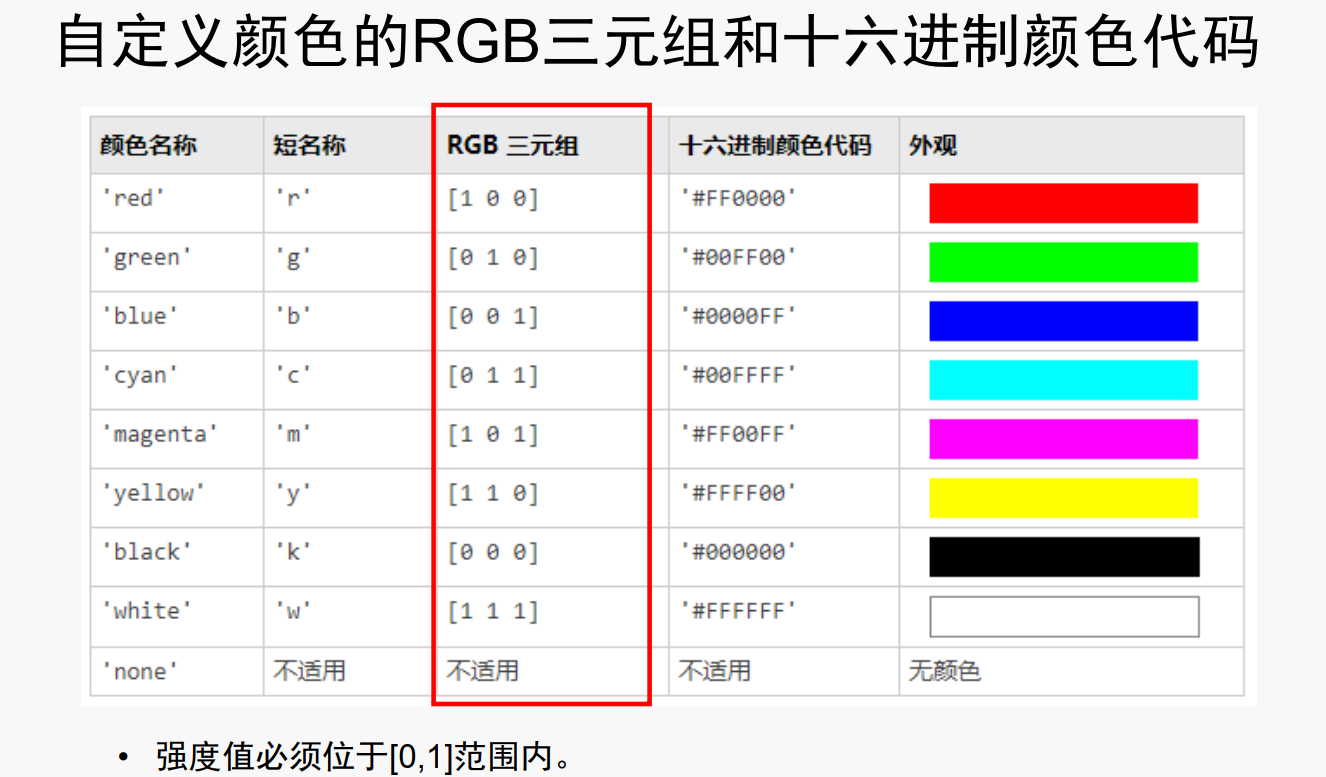 自定义颜色的RGB三元组和十六进制颜色代码
颜色名称 短名称 RGB 三元组 十六进制颜色代码 外观
'red' 'r' [1 0 0] '#FF0000'
'green' 'g' [0 1 0] '#00FF00'
'blue' 'b' [0 0 1] '#0000FF'
'cyan' 'c' [0 1 1] '#00FFFF'
'magenta' 'm' [1 0 1] '#FF00FF'
'yellow' 'y' [1 1 0] '#FFFF00'
'black' 'k' [0 0 0] '#000000'
'white' 'w' [1 1 1] '#FFFFFF'
'none' 不适用 不适用 不适用 无颜色
• 强度值必须位于[0,1]范围内。